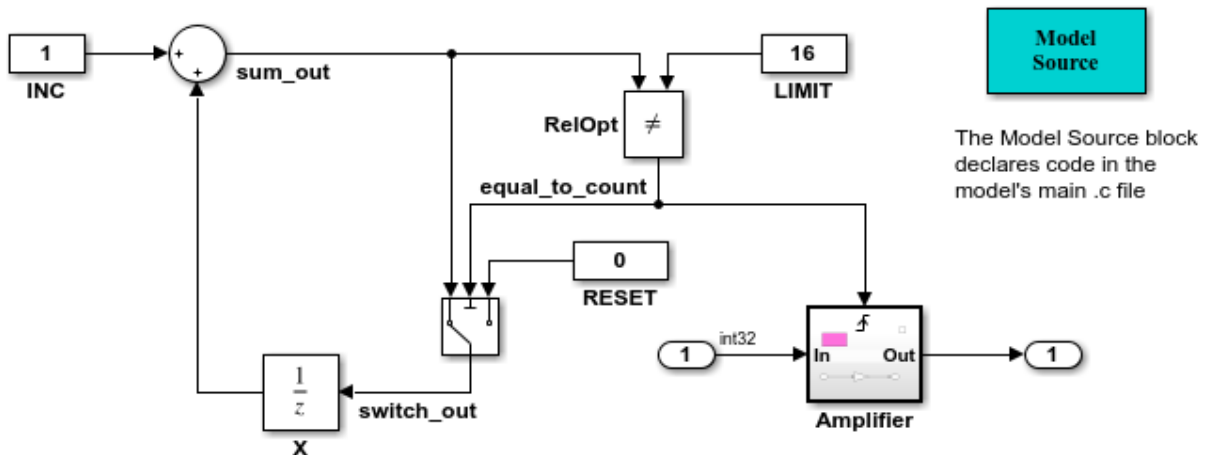 Model
Source
1
INC
+
+
sum_out
16
LIMIT
RelOpt
≠
The Model Source block
declares code in the
model's main .c file
equal_to_count
0
RESET
1
int32
In
Out
1
Amplifier
1
z
X
switch_out